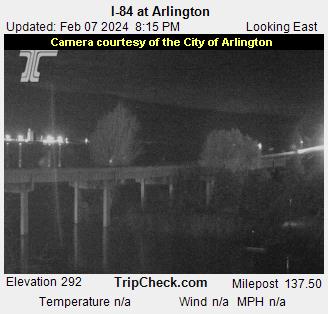 I-84 at Arlington
Updated: Feb 07 2024 8:15 PM Looking East
Camera courtesy of the City of Arlington
Elevation 292 TripCheck.com Milepost 137.50
Temperature n/a Wind n/a MPH n/a